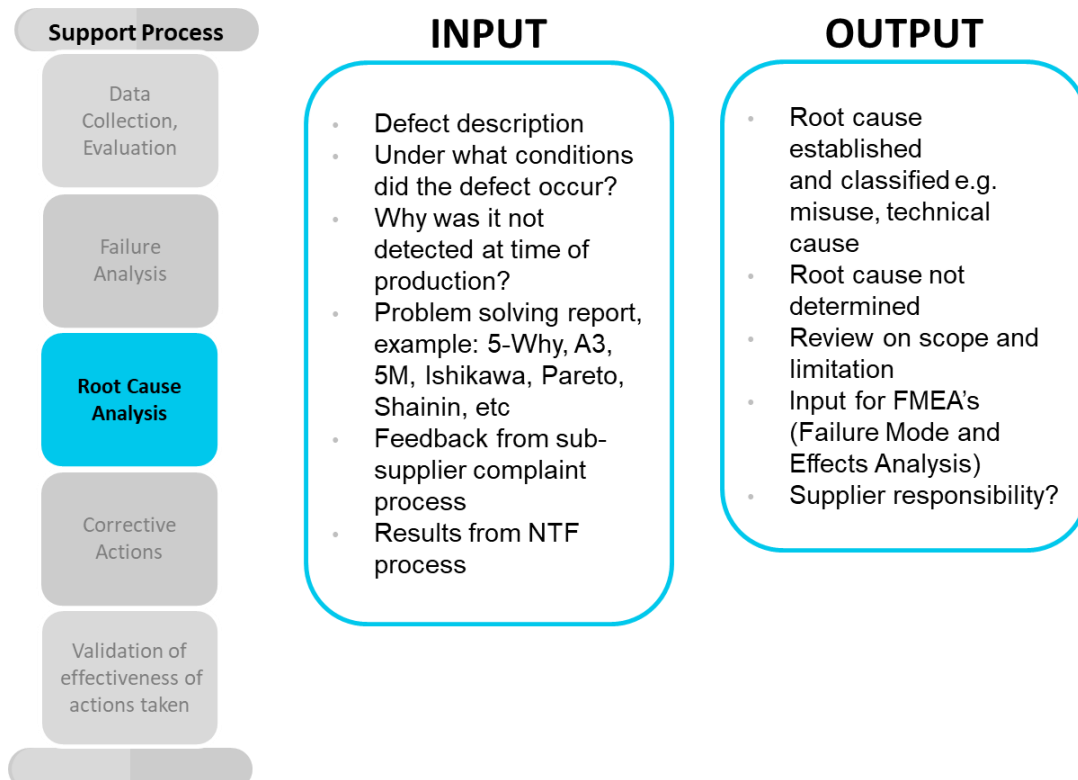 Support Process
Data
Collection,
Evaluation
Failure
Analysis
Root Cause
Analysis
Corrective
Actions
Validation of
effectiveness of
actions taken
INPUT
• Defect description
• Under what conditions
did the defect occur?
• Why was it not
detected at time of
production?
• Problem solving report,
example: 5-Why, A3,
5M, Ishikawa, Pareto,
Shainin, etc
• Feedback from sub-
supplier complaint
process
• Results from NTF
process
OUTPUT
• Root cause
established
and classified e.g.
misuse, technical
cause
• Root cause not
determined
• Review on scope and
limitation
• Input for FMEA's
(Failure Mode and
Effects Analysis)
• Supplier responsibility?